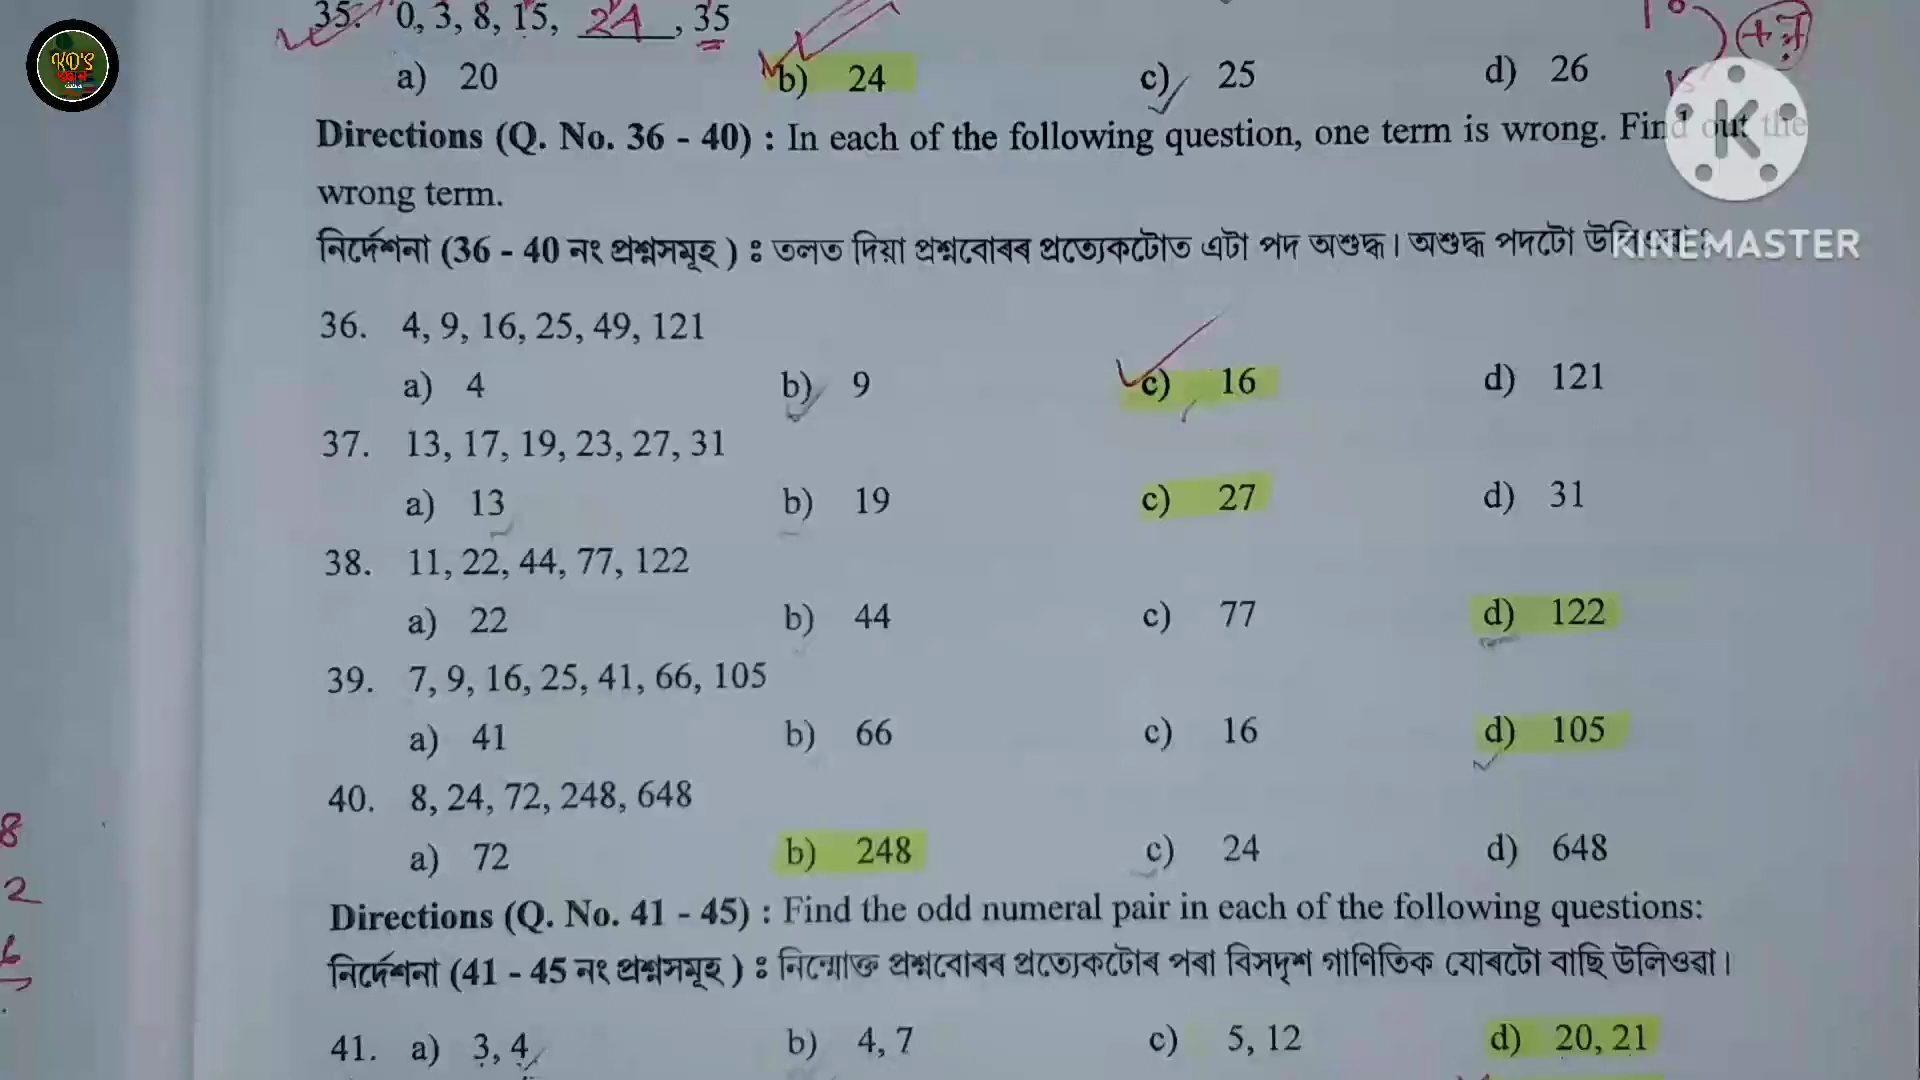 KD'S
35. 0, 3, 8, 15, 24, 35
a) 20 b) 24 c) 25 d) 26
Directions (Q. No. 36 - 40) : In each of the following question, one term is wrong. Find out the
wrong term.
নিৰ্দেশনা (36 - 40 নং প্ৰশ্নসমূহ ) : তলত দিয়া প্ৰশ্নবোৰৰ প্ৰত্যেকটোত এটা পদ অশুদ্ধ। অশুদ্ধ পদটো
KINEMASTER
36. 4, 9, 16, 25, 49, 121
a) 4 b) 9 c) 16 d) 121
37. 13, 17, 19, 23, 27, 31
a) 13 b) 19 c) 27 d) 31
38. 11, 22, 44, 77, 122
a) 22 b) 44 c) 77 d) 122
39. 7, 9, 16, 25, 41, 66, 105
a) 41 b) 66 c) 16 d) 105
40. 8, 24, 72, 248, 648
a) 72 b) 248 c) 24 d) 648
8
2
Directions (Q. No. 41 - 45) : Find the odd numeral pair in each of the following questions:
নিৰ্দেশনা (41 - 45 নং প্ৰশ্নসমূহ ) : নিম্নোক্ত প্ৰশ্নবোৰৰ প্ৰত্যেকটোৰ পৰা বিসদৃশ গাণিতিক যোৰটো বাছি উলিওৱা।
41. a) 3, 4 b) 4, 7 c) 5, 12 d) 20, 21